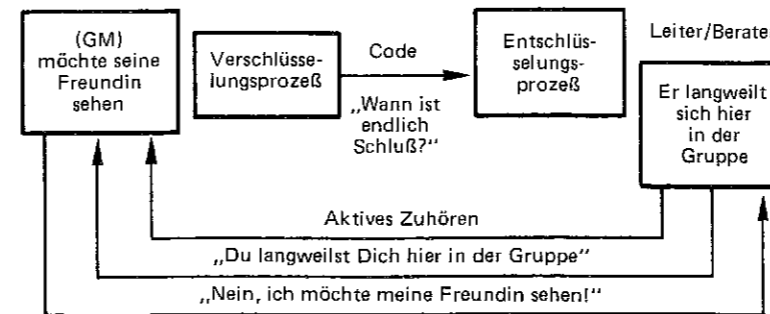 (GM)
möchte seine
Freundin
sehen
Verschlüsse-
lungsprozeß
Code
„Wann ist
endlich
Schluß?“
Entschlüs-
selungs-
prozeß
Leiter/Berate
Er langweilt
sich hier
in der
Gruppe
Aktives Zuhören
„Du langweilst Dich hier in der Gruppe“
„Nein, ich möchte meine Freundin sehen!“